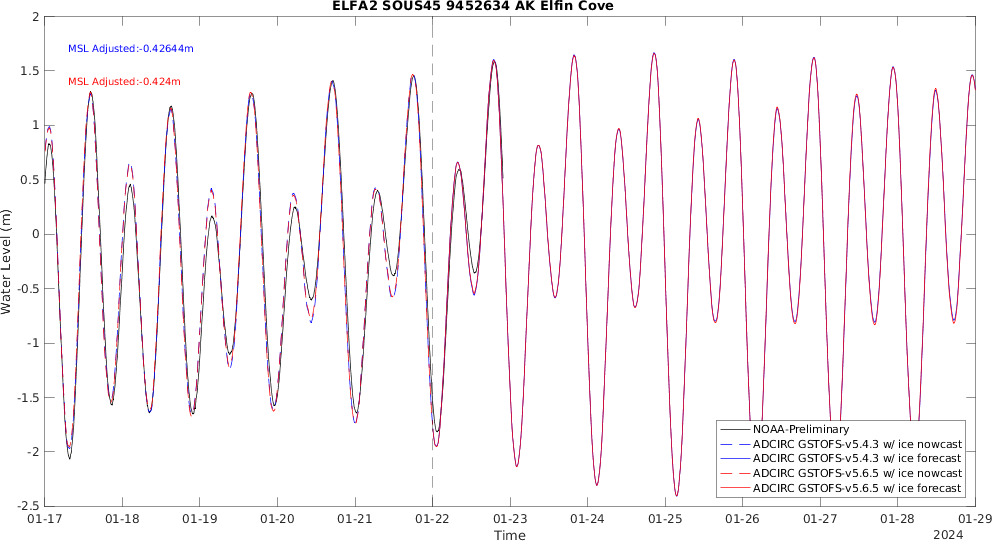 ELFA2 SOUS45 9452634 AK Elfin Cove
2
1.5
1
0.5
0
-0.5
-1
-1.5
-2
-2.5
Water Level (m)
MSL Adjusted:-0.42644m
MSL Adjusted:-0.424m
NOAA-Preliminary
ADCIRC GSTOFS-v5.4.3 w/ ice nowcast
ADCIRC GSTOFS-v5.4.3 w/ ice forecast
ADCIRC GSTOFS-v5.6.5 w/ ice nowcast
ADCIRC GSTOFS-v5.6.5 w/ ice forecast
01-17 01-18 01-19 01-20 01-21 01-22 01-23 01-24 01-25 01-26 01-27 01-28 01-29
Time
2024